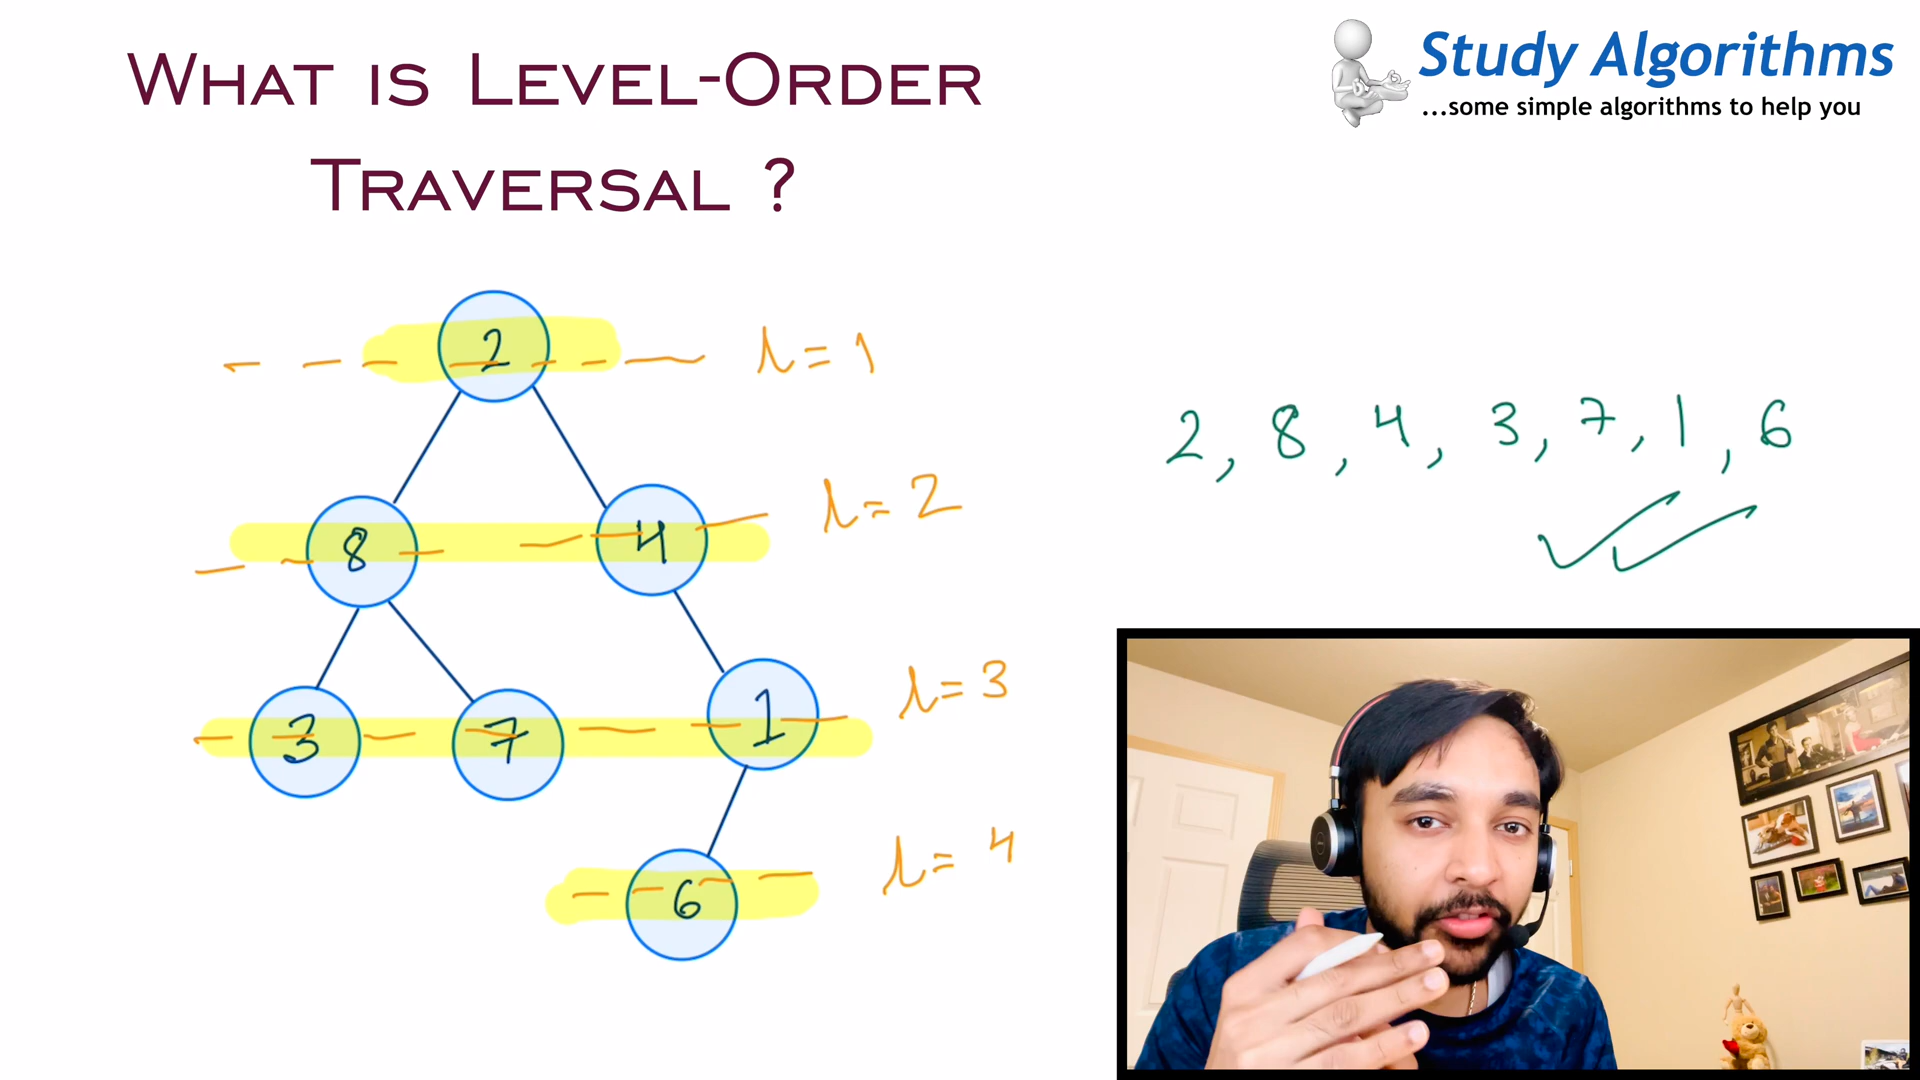 WHAT IS LEVEL-ORDER
TRAVERSAL ?
Study Algorithms
...some simple algorithms to help you
2
l = 1
8
4
l = 2
3
7
1
l = 3
6
l = 4
2, 8, 4, 3, 7, 1, 6